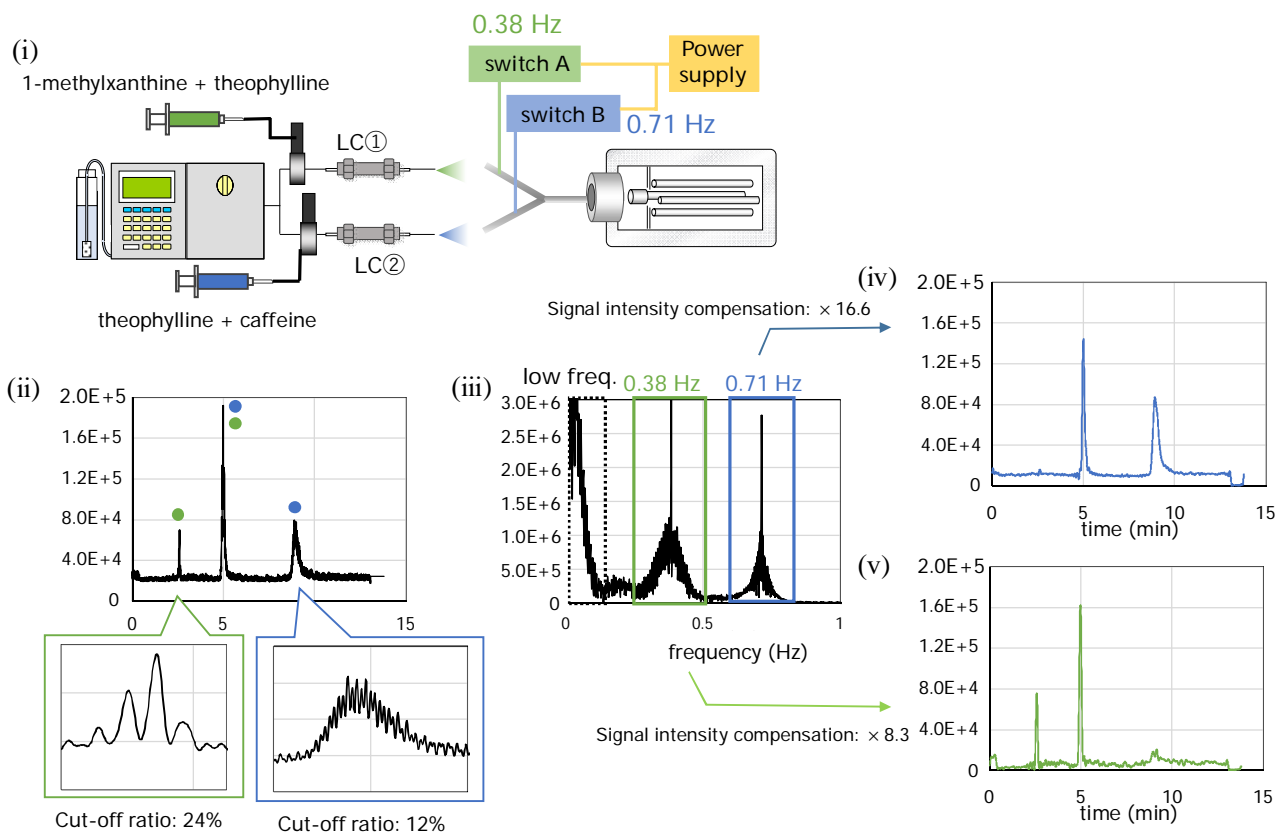 (i)
0.38 Hz
switch A
Power
supply
switch B
0.71 Hz
1-methylxanthine + theophylline
LC①
LC②
theophylline + caffeine
Signal intensity compensation: × 16.6
(iv)
2.0E+5
1.6E+5
1.2E+5
8.0E+4
4.0E+4
0
0
5
10
15
time (min)
(ii)
2.0E+5
1.6E+5
1.2E+5
8.0E+4
4.0E+4
0
0
5
15
Cut-off ratio: 24%
Cut-off ratio: 12%
(iii)
low freq.
0.38 Hz
0.71 Hz
3.0E+6
2.5E+6
2.0E+6
1.5E+6
1.0E+6
5.0E+5
0.0E+0
0
0.5
1
frequency (Hz)
Signal intensity compensation: × 8.3
(v)
2.0E+5
1.6E+5
1.2E+5
8.0E+4
4.0E+4
0
0
5
10
15
time (min)